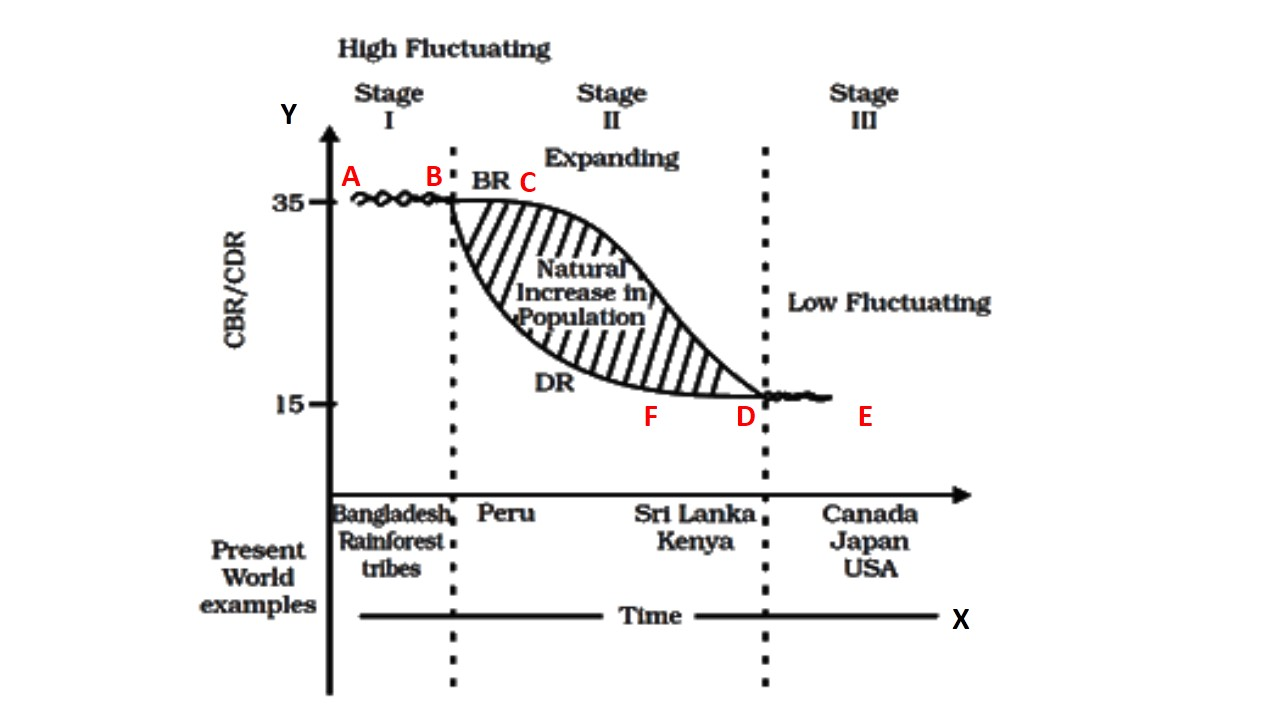 High Fluctuating
Stage
I
Stage
II
Stage
III
Y
Expanding
A
B
BR
C
35
CBR/CDR
Natural
Increase in
Population
Low Fluctuating
DR
15
F
D
E
Bangladesh
Rainforest
tribes
Peru
Sri Lanka
Kenya
Canada
Japan
USA
Present
World
examples
Time
X